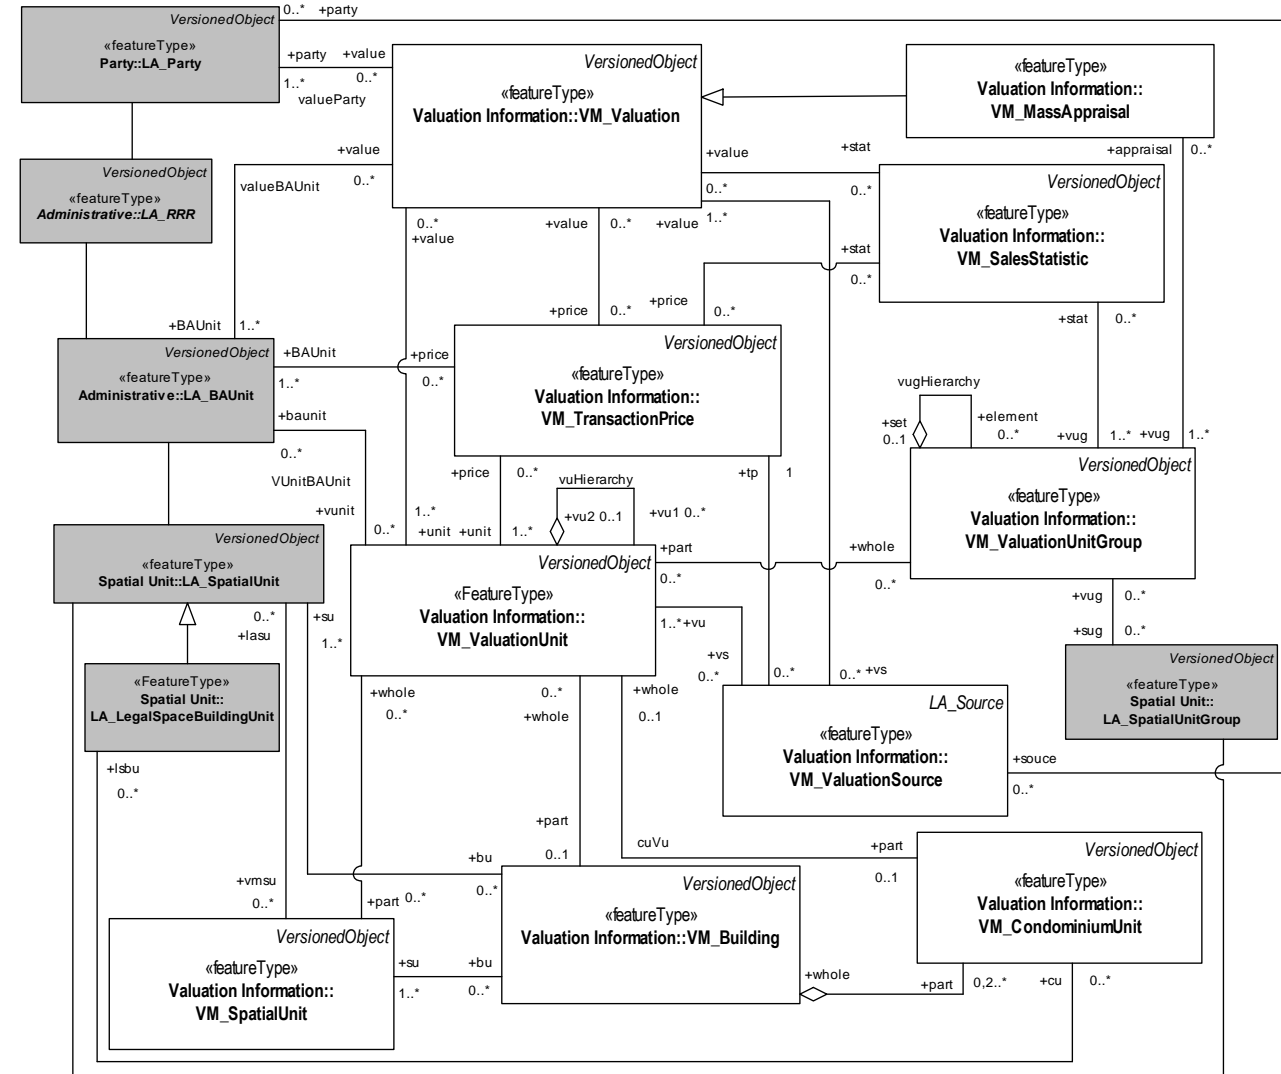 0..* +party
VersionedObject
«featureType»
Party::LA_Party
+party +value
1..* 0..*
valueParty
VersionedObject
«featureType»
Valuation Information::VM_Valuation
«featureType»
Valuation Information::
VM_MassAppraisal
+appraisal 0..*
VersionedObject
«featureType»
Administrative::LA_RRR
+value
valueBAUnit 0..*
+value +stat
0..* 0..*
VersionedObject
«featureType»
Valuation Information::
VM_SalesStatistic
0..*
+value
+value 0..* +value 1..*
+stat
0..*
+price 0..* +price 0..*
+stat 0..*
+BAUnit 1..*
VersionedObject
«featureType»
Administrative::LA_BAUnit
+BAUnit +price
1..* 0..*
VersionedObject
«featureType»
Valuation Information::
VM_TransactionPrice
vugHierarchy
+set +element
0..1 0..*
+vug 1..* +vug 1..*
+baunit
0..*
VUnitBAUnit
+vunit
0..*
1..*
+unit +unit 1..*
+price 0..*
vuHierarchy
+vu2 0..1 +vu1 0..*
+tp 1
VersionedObject
«featureType»
Valuation Information::
VM_ValuationUnitGroup
VersionedObject
«featureType»
Spatial Unit::LA_SpatialUnit
VersionedObject
«FeatureType»
Valuation Information::
VM_ValuationUnit
+part +whole
0..* 0..*
+vug 0..*
+sug 0..*
0..* +su
+lasu 1..*
1..* +vu
+vs
0..* 0..* 0..* +vs
VersionedObject
«featureType»
Spatial Unit::
LA_SpatialUnitGroup
«FeatureType»
Spatial Unit::
LA_LegalSpaceBuildingUnit
+whole
0..*
0..*
+whole
+whole
0..1
LA_Source
«featureType»
Valuation Information::
VM_ValuationSource
+souce
0..*
+lsbu
0..*
+part
0..1
cuVu +part
0..1
+vmsu
0..*
+part 0..*
+bu
0..*
VersionedObject
«featureType»
Valuation Information::VM_Building
VersionedObject
«featureType»
Valuation Information::
VM_CondominiumUnit
VersionedObject
«featureType»
Valuation Information::
VM_SpatialUnit
+su +bu
1..* 0..*
+whole
+part 0,2..* +cu 0..*